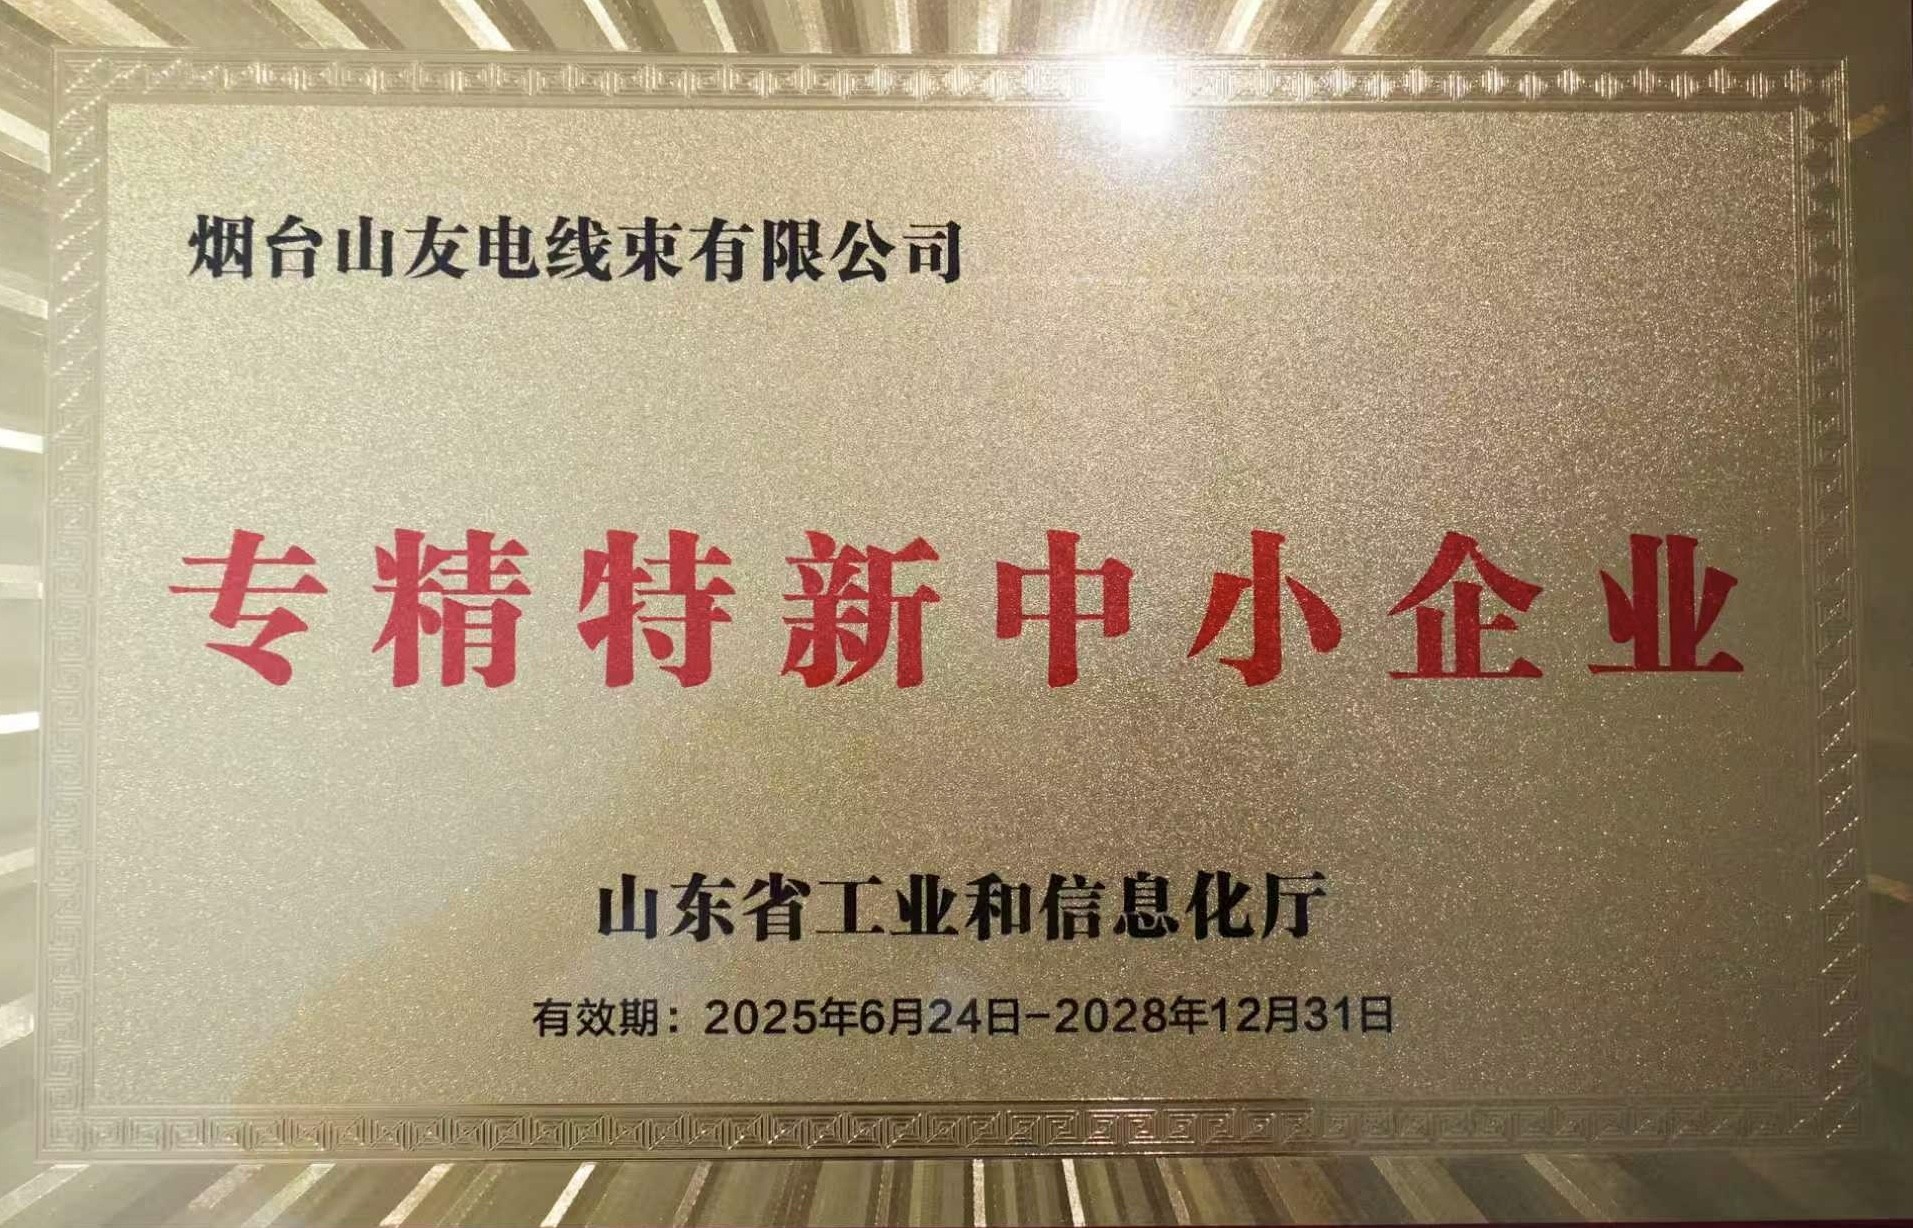 烟台山友电线束有限公司
专精特新中小企业
山东省工业和信息化厅
有效期：2025年6月24日-2028年12月31日